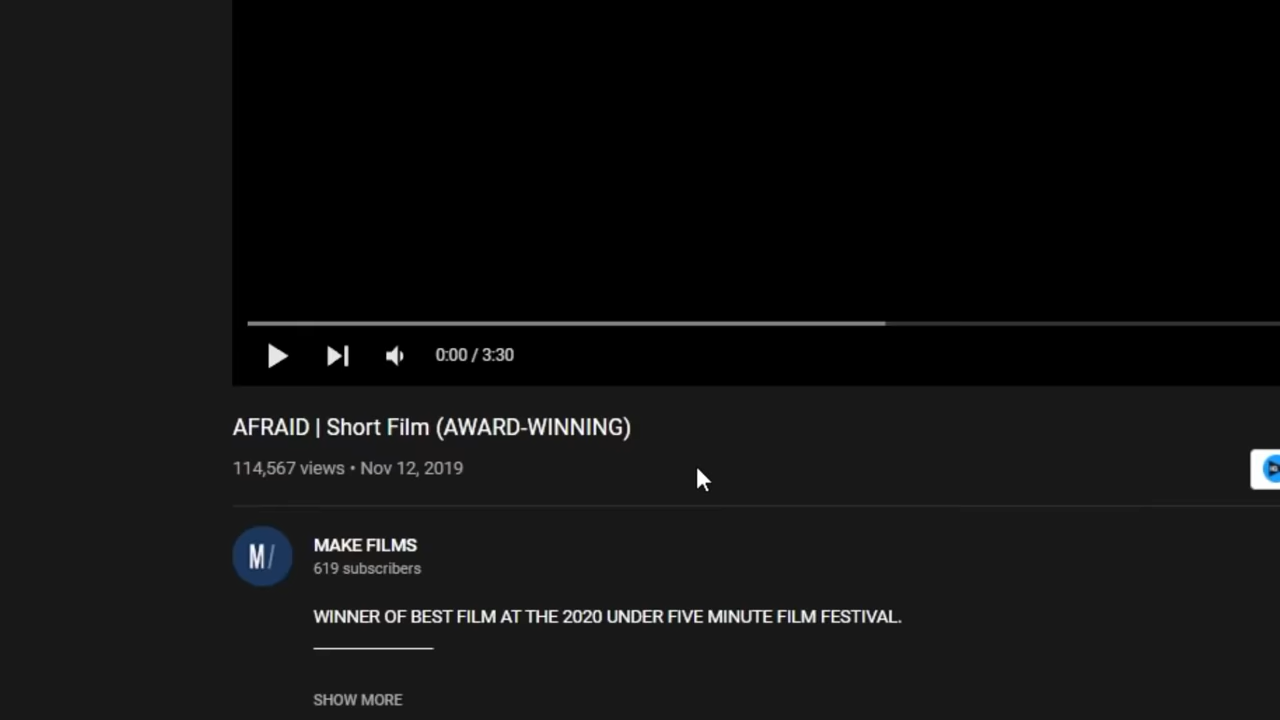 0:00 / 3:30
AFRAID | Short Film (AWARD-WINNING)
114,567 views • Nov 12, 2019
M/
MAKE FILMS
619 subscribers
WINNER OF BEST FILM AT THE 2020 UNDER FIVE MINUTE FILM FESTIVAL.
SHOW MORE